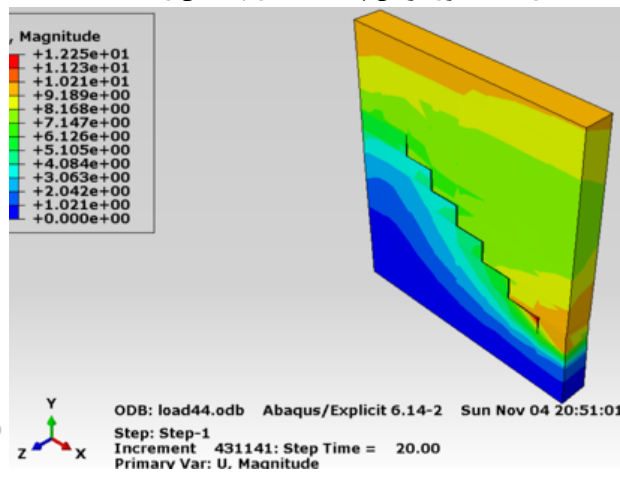 , Magnitude
+1.225e+01
+1.123e+01
+1.021e+01
+9.189e+00
+8.168e+00
+7.147e+00
+6.126e+00
+5.105e+00
+4.084e+00
+3.063e+00
+2.042e+00
+1.021e+00
+0.000e+00
Y
Z
X
ODB: load44.odb Abaqus/Explicit 6.14-2 Sun Nov 04 20:51:01
Step: Step-1
Increment 431141: Step Time = 20.00
Primary Var: U, Magnitude